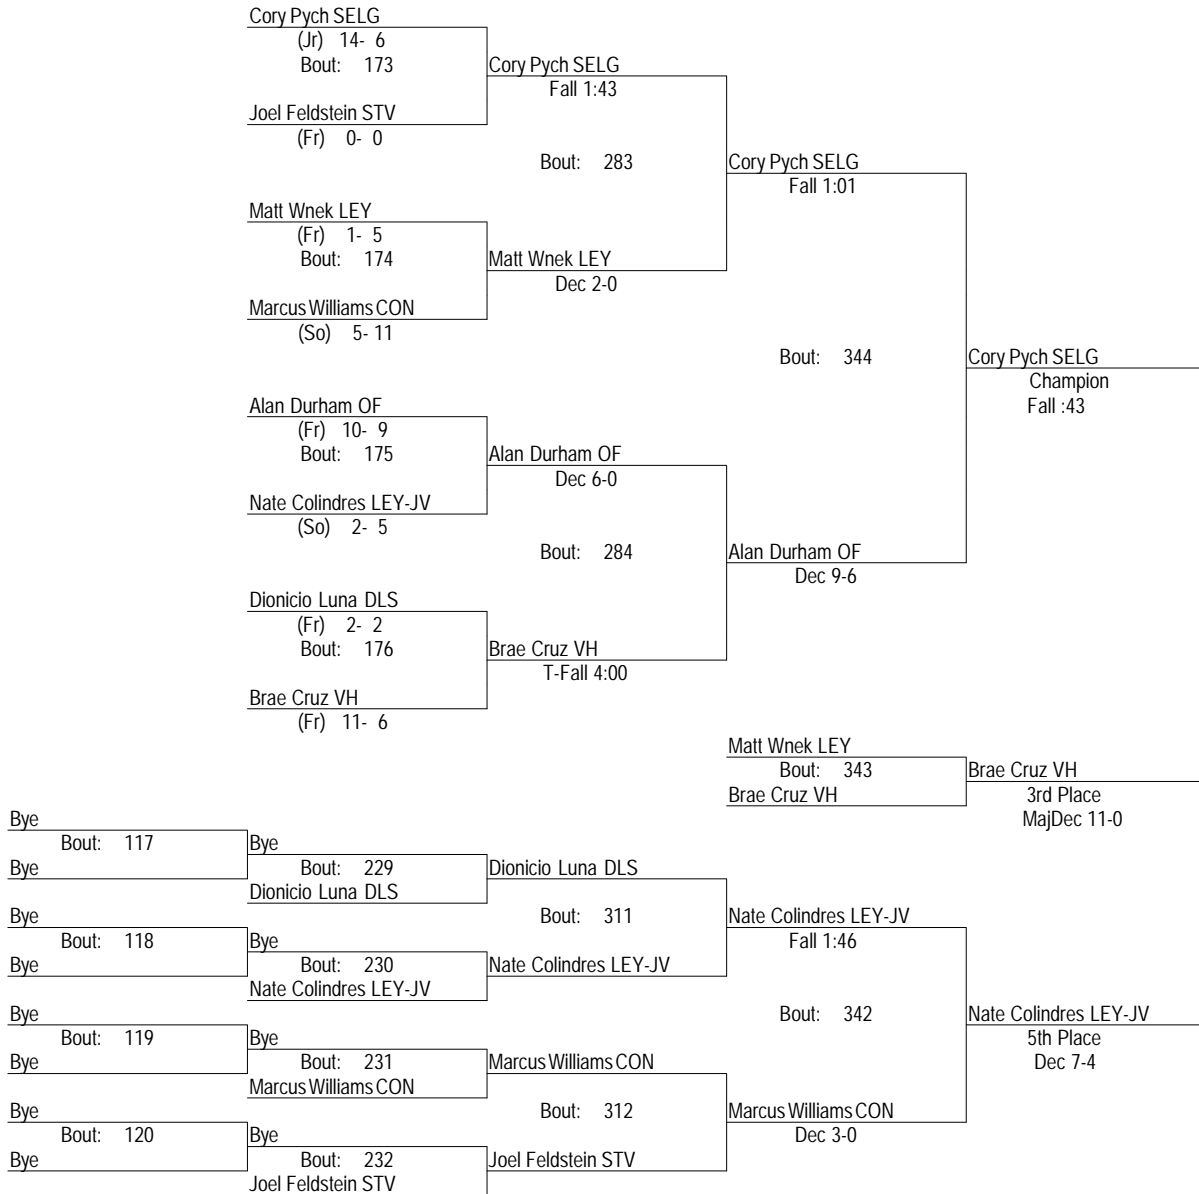 Cory Pych SELG
(Jr) 14- 6
Bout: 173
Cory Pych SELG
Fall 1:43
Joel Feldstein STV
(Fr) 0- 0
Bout: 283
Cory Pych SELG
Fall 1:01
Matt Wnek LEY
(Fr) 1- 5
Bout: 174
Matt Wnek LEY
Dec 2-0
Marcus Williams CON
(So) 5- 11
Bout: 344
Cory Pych SELG
Champion
Fall :43
Alan Durham OF
(Fr) 10- 9
Bout: 175
Alan Durham OF
Dec 6-0
Nate Colindres LEY-JV
(So) 2- 5
Bout: 284
Alan Durham OF
Dec 9-6
Dionicio Luna DLS
(Fr) 2- 2
Bout: 176
Brae Cruz VH
T-Fall 4:00
Brae Cruz VH
(Fr) 11- 6
Matt Wnek LEY
Bout: 343
Brae Cruz VH
Brae Cruz VH
3rd Place
MajDec 11-0
Bye
Bout: 117
Bye
Bye
Bout: 229
Dionicio Luna DLS
Dionicio Luna DLS
Bout: 311
Nate Colindres LEY-JV
Fall 1:46
Bye
Bout: 118
Bye
Bye
Bout: 230
Nate Colindres LEY-JV
Nate Colindres LEY-JV
Bout: 342
Nate Colindres LEY-JV
5th Place
Dec 7-4
Bye
Bout: 119
Bye
Bye
Bout: 231
Marcus Williams CON
Marcus Williams CON
Bout: 312
Marcus Williams CON
Dec 3-0
Bye
Bout: 120
Bye
Bye
Bout: 232
Joel Feldstein STV
Joel Feldstein STV